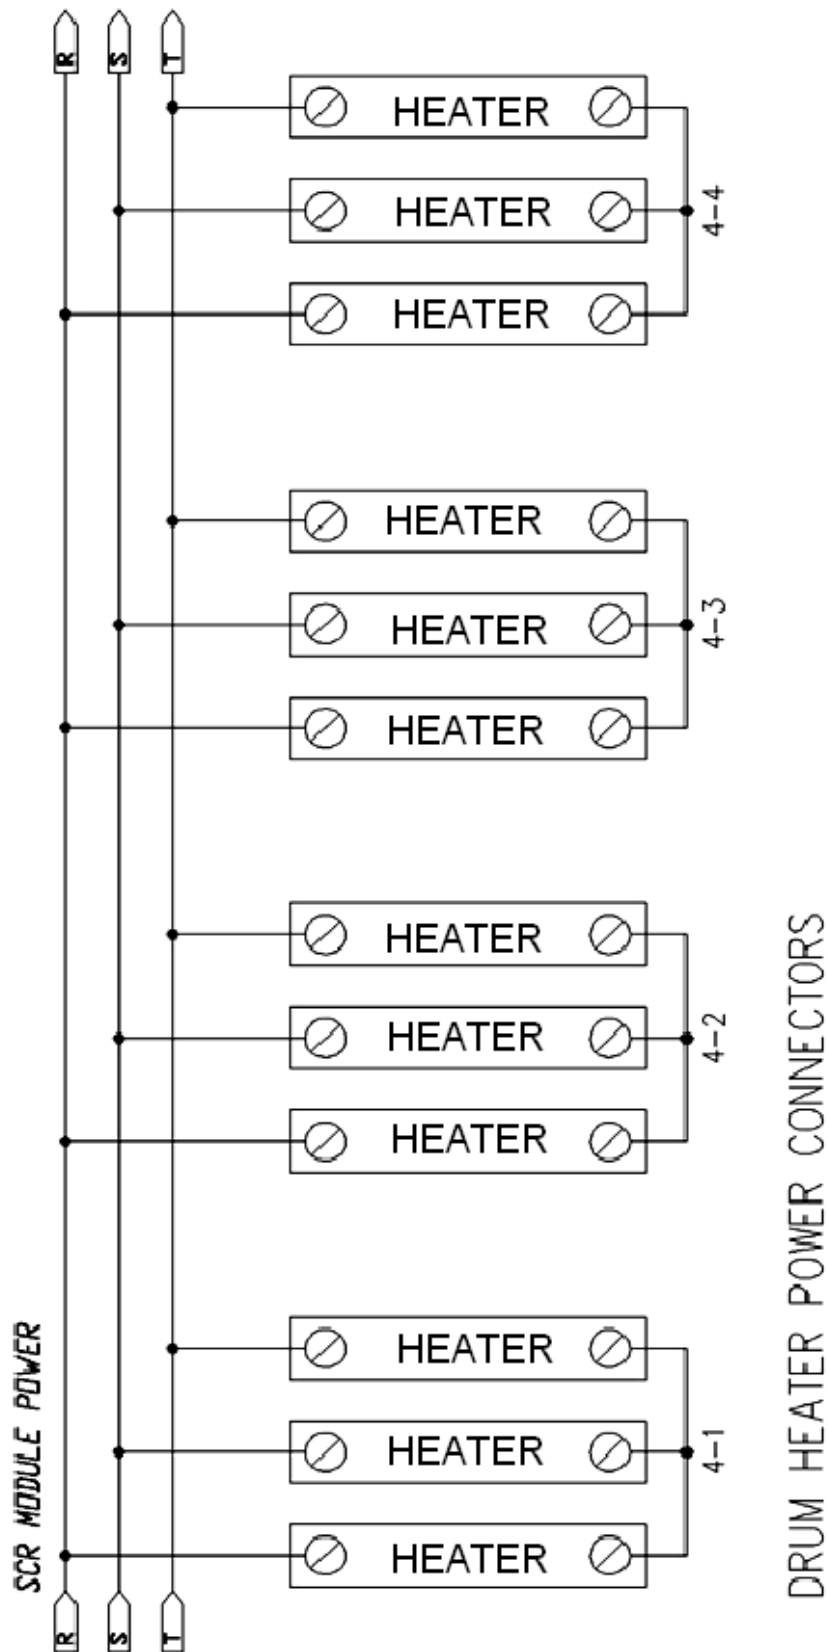 R
S
T
HEATER
HEATER
4-4
HEATER
HEATER
HEATER
4-3
HEATER
HEATER
HEATER
4-2
HEATER
SCR MODULE POWER
HEATER
HEATER
4-1
HEATER
R
S
T
DRUM HEATER POWER CONNECTORS